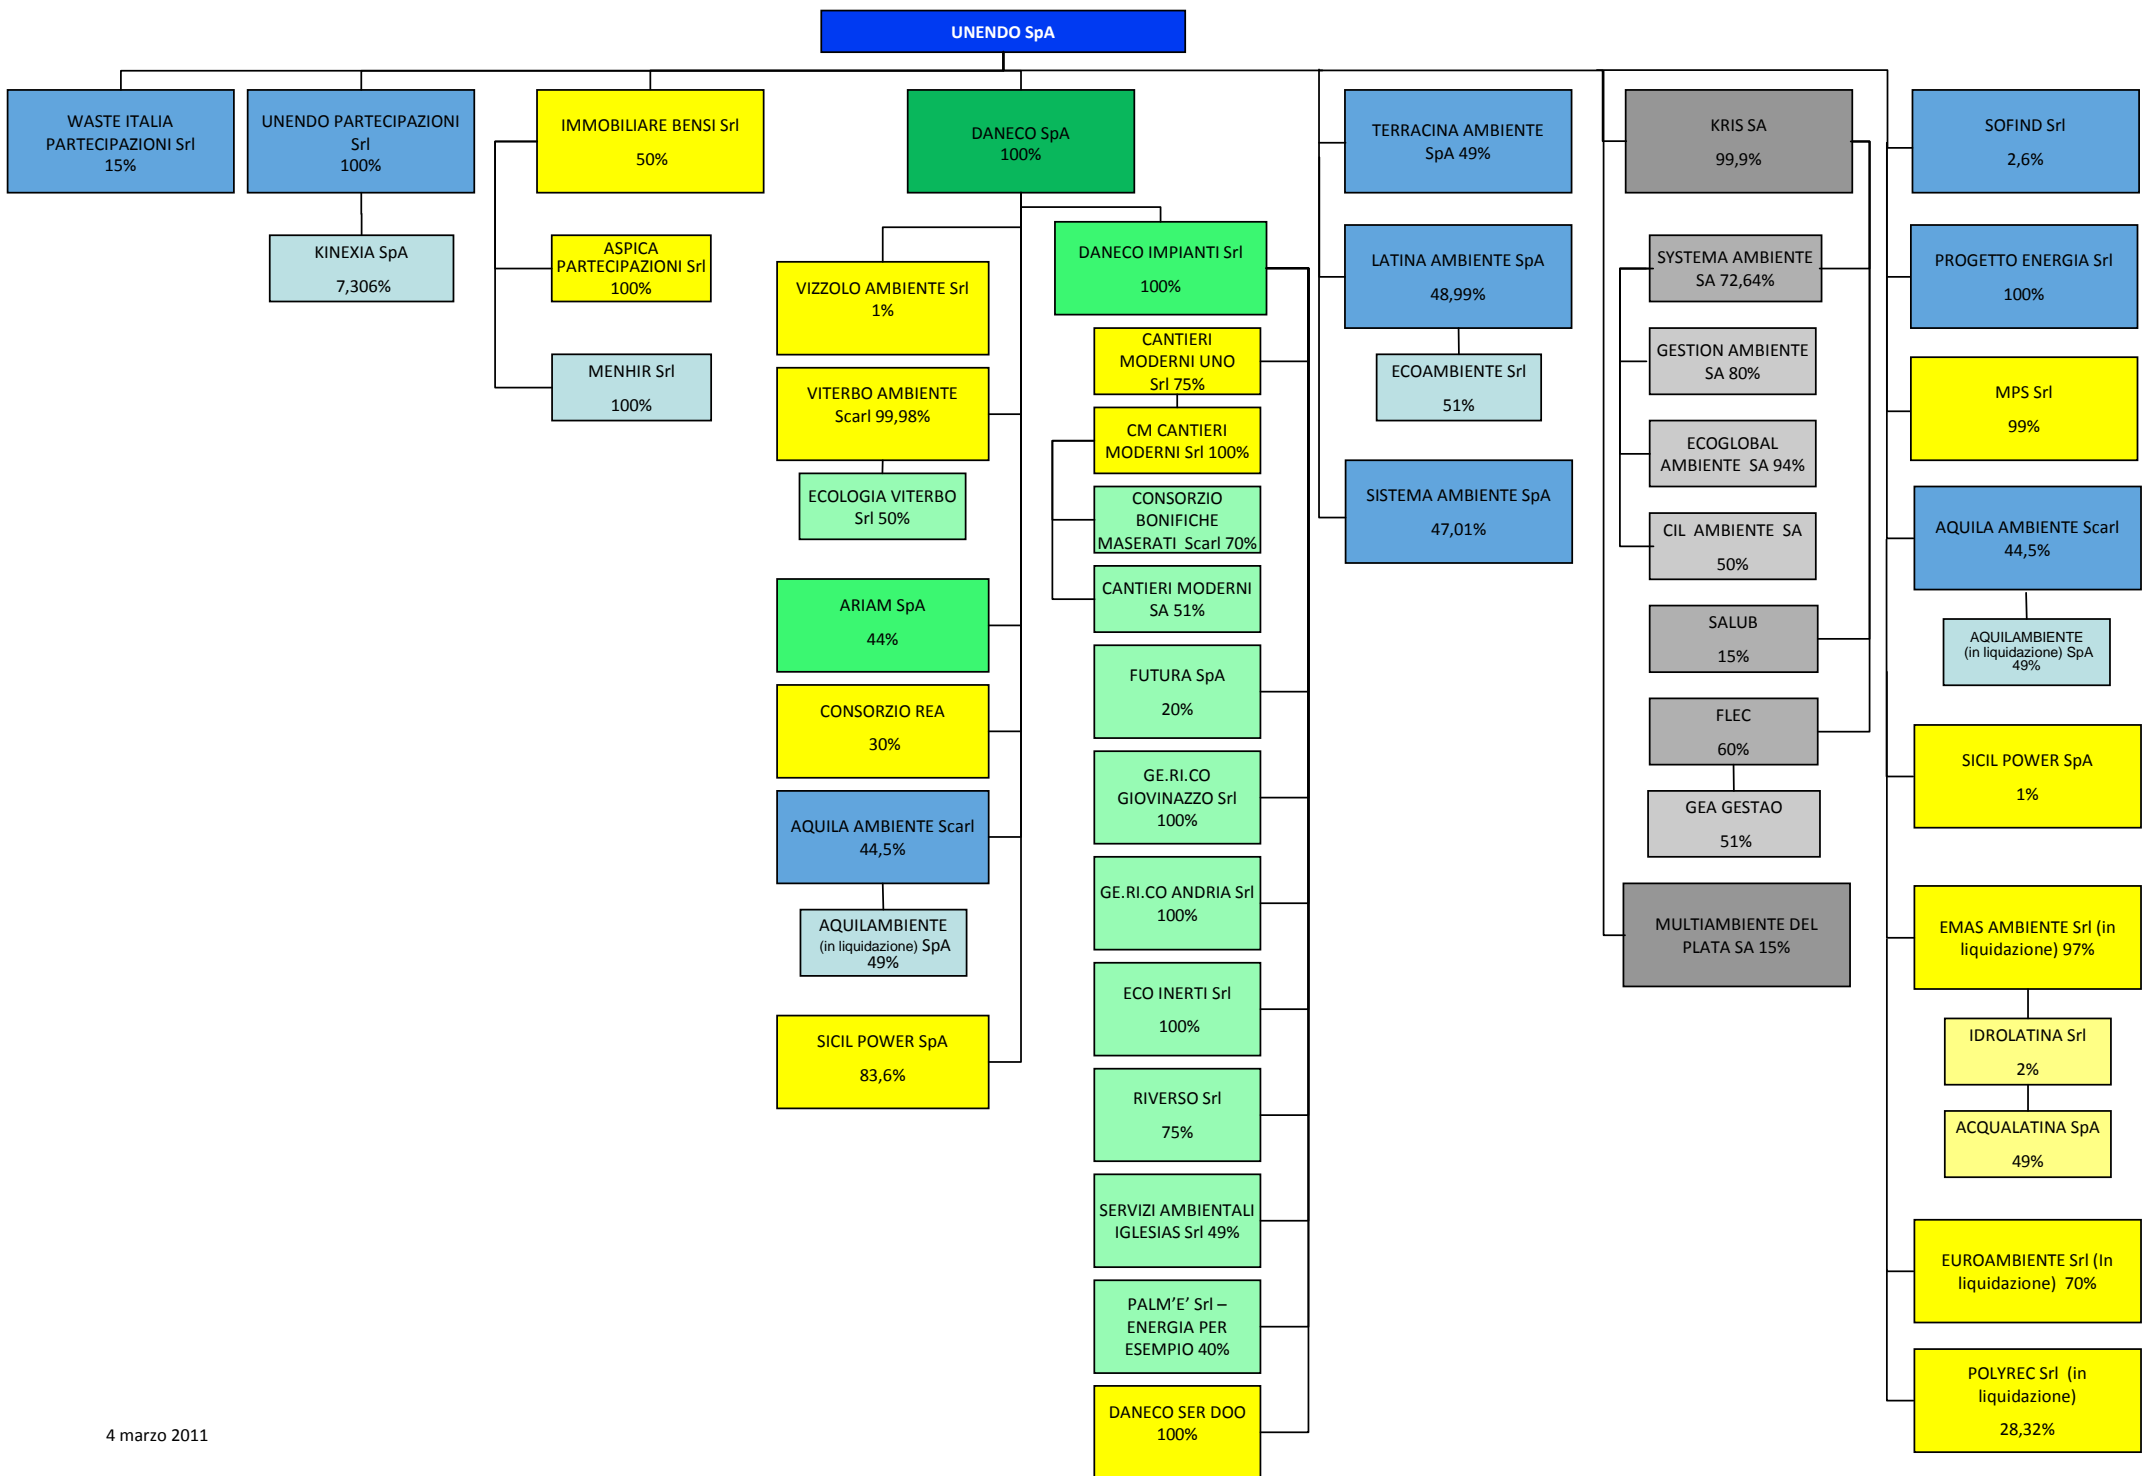 UNENDO SpA
WASTE ITALIA
PARTECIPAZIONI Srl
15%
UNENDO PARTECIPAZIONI
Srl
100%
KINEXIA SpA
7,306%
IMMOBILIARE BENSI Srl
50%
ASPICA
PARTECIPAZIONI Srl
100%
MENHIR Srl
100%
DANECO SpA
100%
VIZZOLO AMBIENTE Srl
1%
VITERBO AMBIENTE
Scarl 99,98%
ECOLOGIA VITERBO
Srl 50%
ARIAM SpA
44%
CONSORZIO REA
30%
AQUILA AMBIENTE Scarl
44,5%
AQUILAMBIENTE
(in liquidazione) SpA
49%
SICIL POWER SpA
83,6%
DANECO IMPIANTI Srl
100%
CANTIERI
MODERNI UNO
Srl 75%
CM CANTIERI
MODERNI Srl 100%
CONSORZIO
BONIFICHE
MASERATI Scarl 70%
CANTIERI MODERNI
SA 51%
FUTURA SpA
20%
GE.RI.CO
GIOVINAZZO Srl
100%
GE.RI.CO ANDRIA Srl
100%
ECO INERTI Srl
100%
RIVERSO Srl
75%
SERVIZI AMBIENTALI
IGLESIAS Srl 49%
PALM’E’ Srl –
ENERGIA PER
ESEMPIO 40%
DANECO SER DOO
100%
TERRACINA AMBIENTE
SpA 49%
LATINA AMBIENTE SpA
48,99%
ECOAMBIENTE Srl
51%
SISTEMA AMBIENTE SpA
47,01%
KRIS SA
99,9%
SYSTEMA AMBIENTE
SA 72,64%
GESTION AMBIENTE
SA 80%
ECOGLOBAL
AMBIENTE SA 94%
CIL AMBIENTE SA
50%
SALUB
15%
FLEC
60%
GEA GESTAO
51%
MULTIAMBIENTE DEL
PLATA SA 15%
SOFIND Srl
2,6%
PROGETTO ENERGIA Srl
100%
MPS Srl
99%
AQUILA AMBIENTE Scarl
44,5%
AQUILAMBIENTE
(in liquidazione) SpA
49%
SICIL POWER SpA
1%
EMAS AMBIENTE Srl (in
liquidazione) 97%
IDROLATINA Srl
2%
ACQUALATINA SpA
49%
EUROAMBIENTE Srl (In
liquidazione) 70%
POLYREC Srl (in
liquidazione)
28,32%
4 marzo 2011